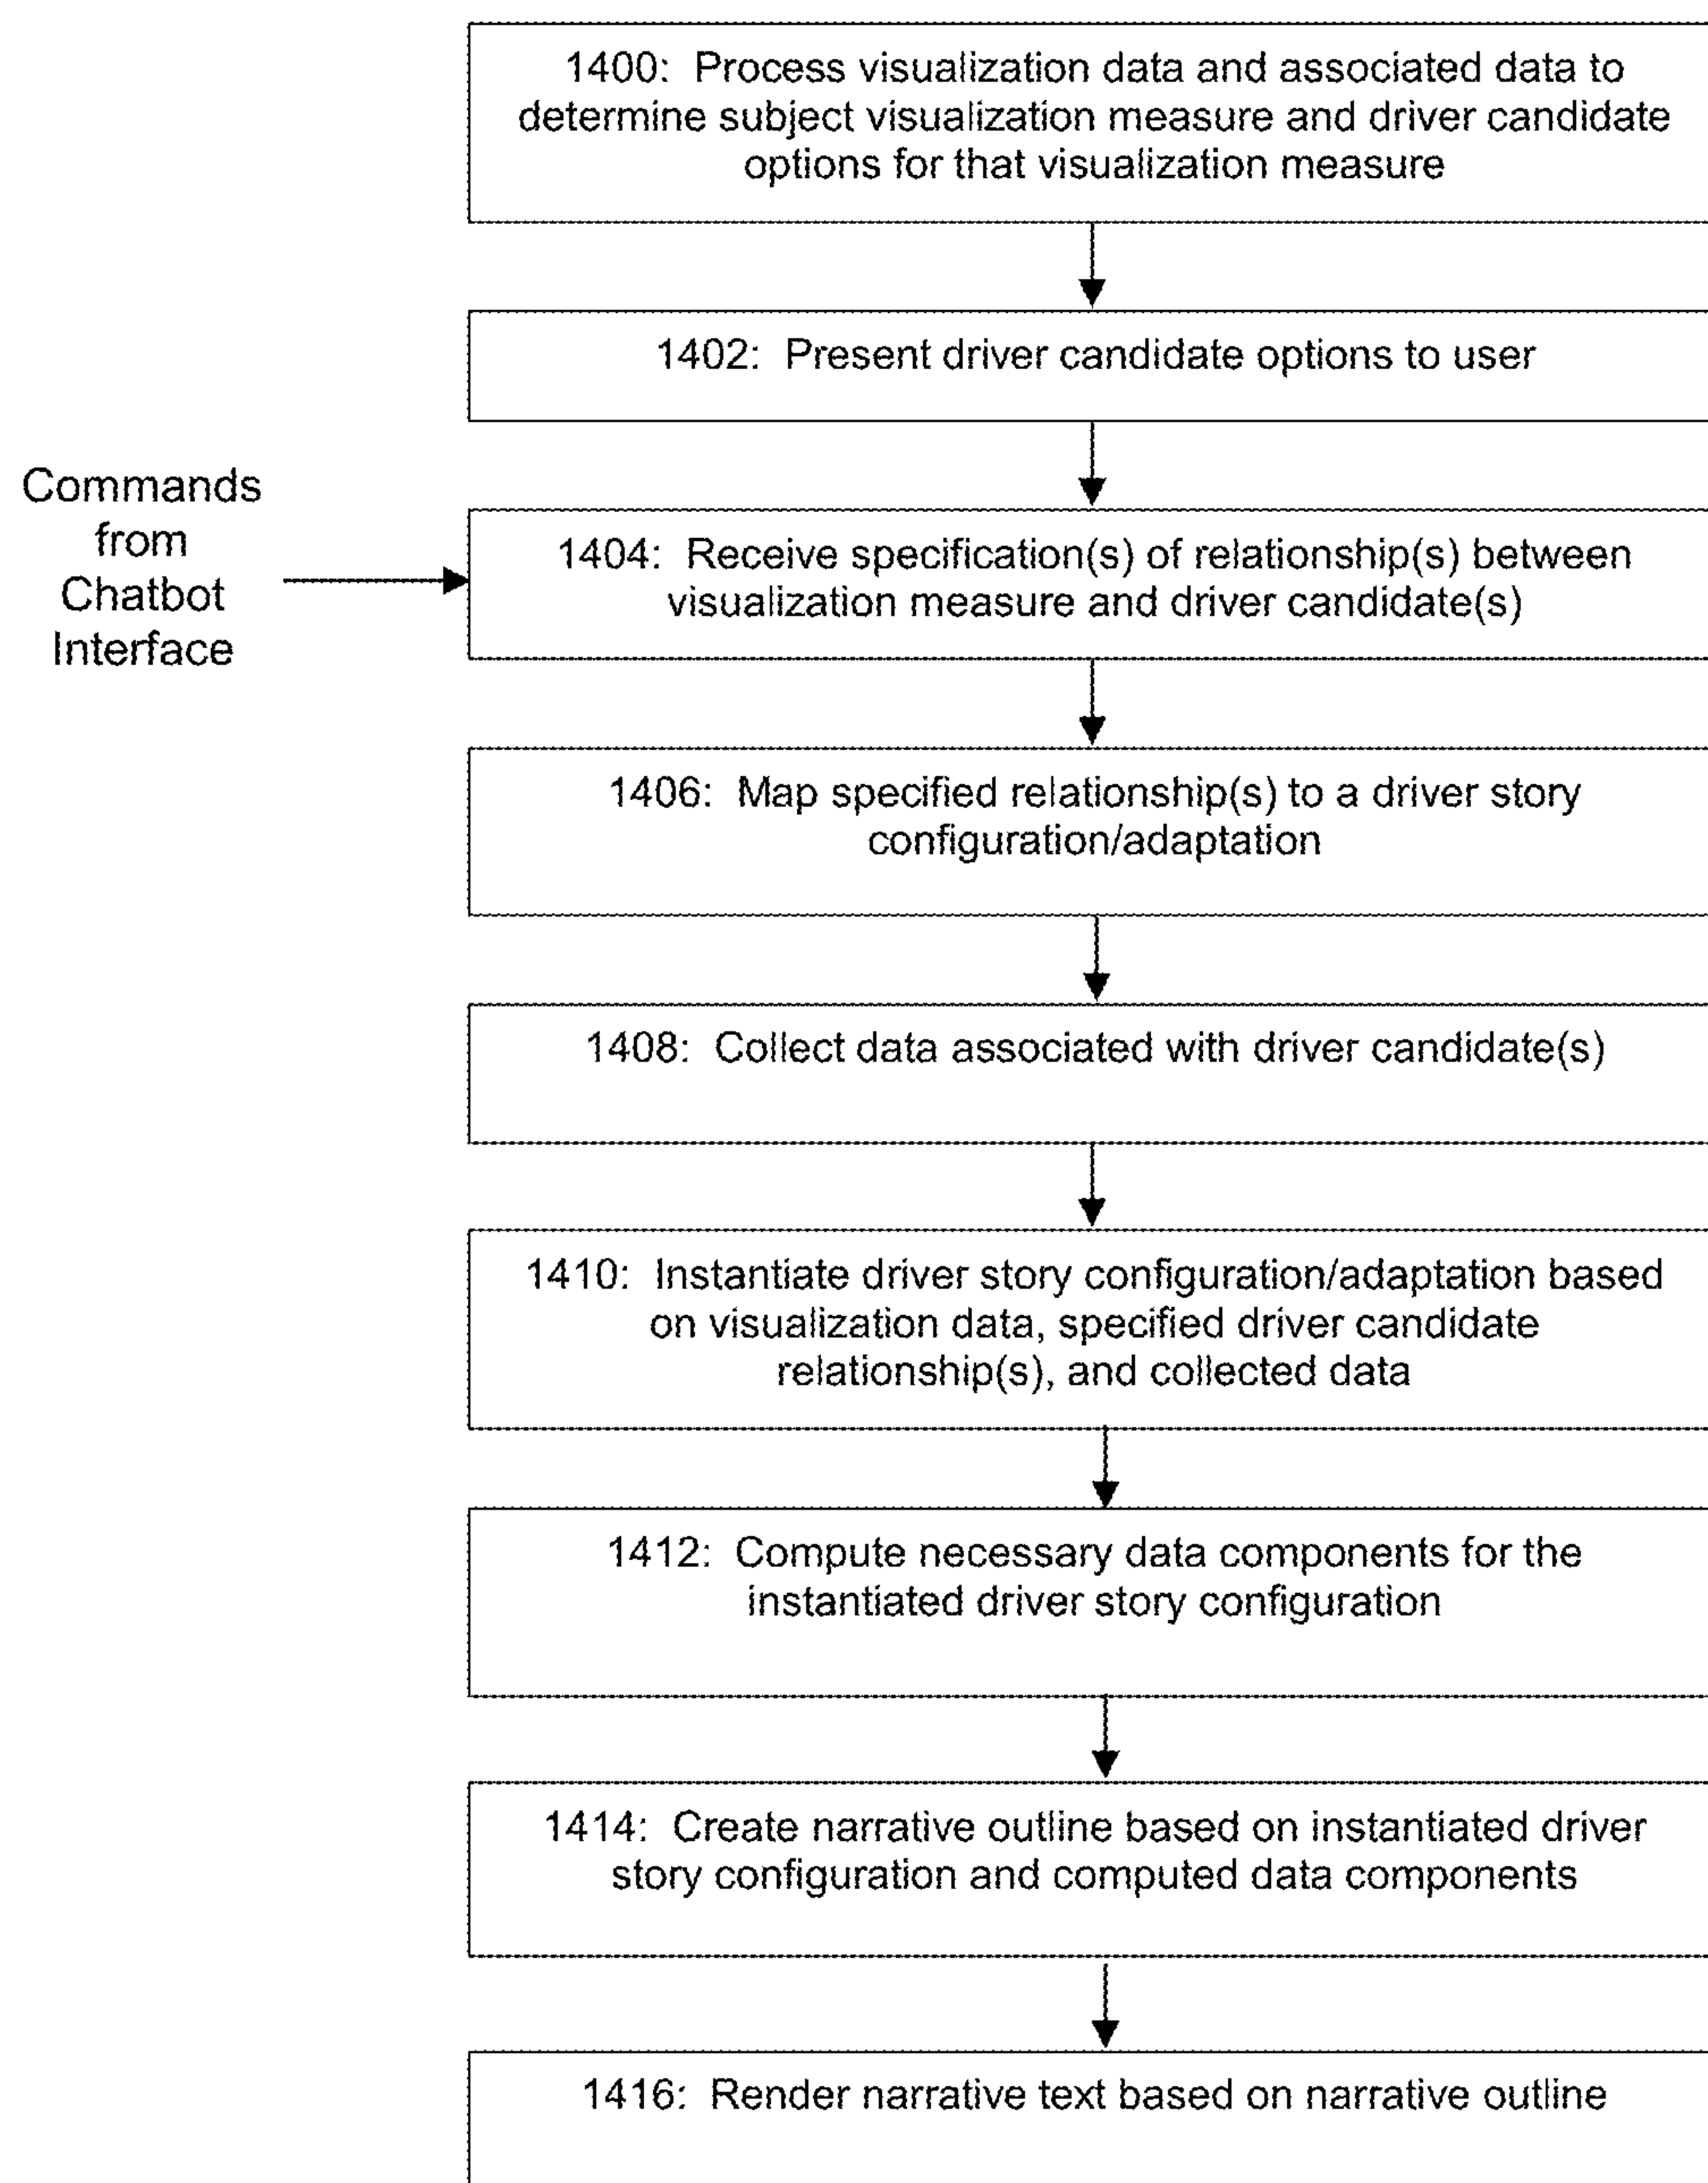 1400: Process visualization data and associated data to
determine subject visualization measure and driver candidate
options for that visualization measure
1402: Present driver candidate options to user
Commands
from
Chatbot
Interface
1404: Receive specification(s) of relationship(s) between
visualization measure and driver candidate(s)
1406: Map specified relationship(s) to a driver story
configuration/adaptation
1408: Collect data associated with driver candidate(s)
1410: Instantiate driver story configuration/adaptation based
on visualization data, specified driver candidate
relationship(s), and collected data
1412: Compute necessary data components for the
instantiated driver story configuration
1414: Create narrative outline based on instantiated driver
story configuration and computed data components
1416: Render narrative text based on narrative outline